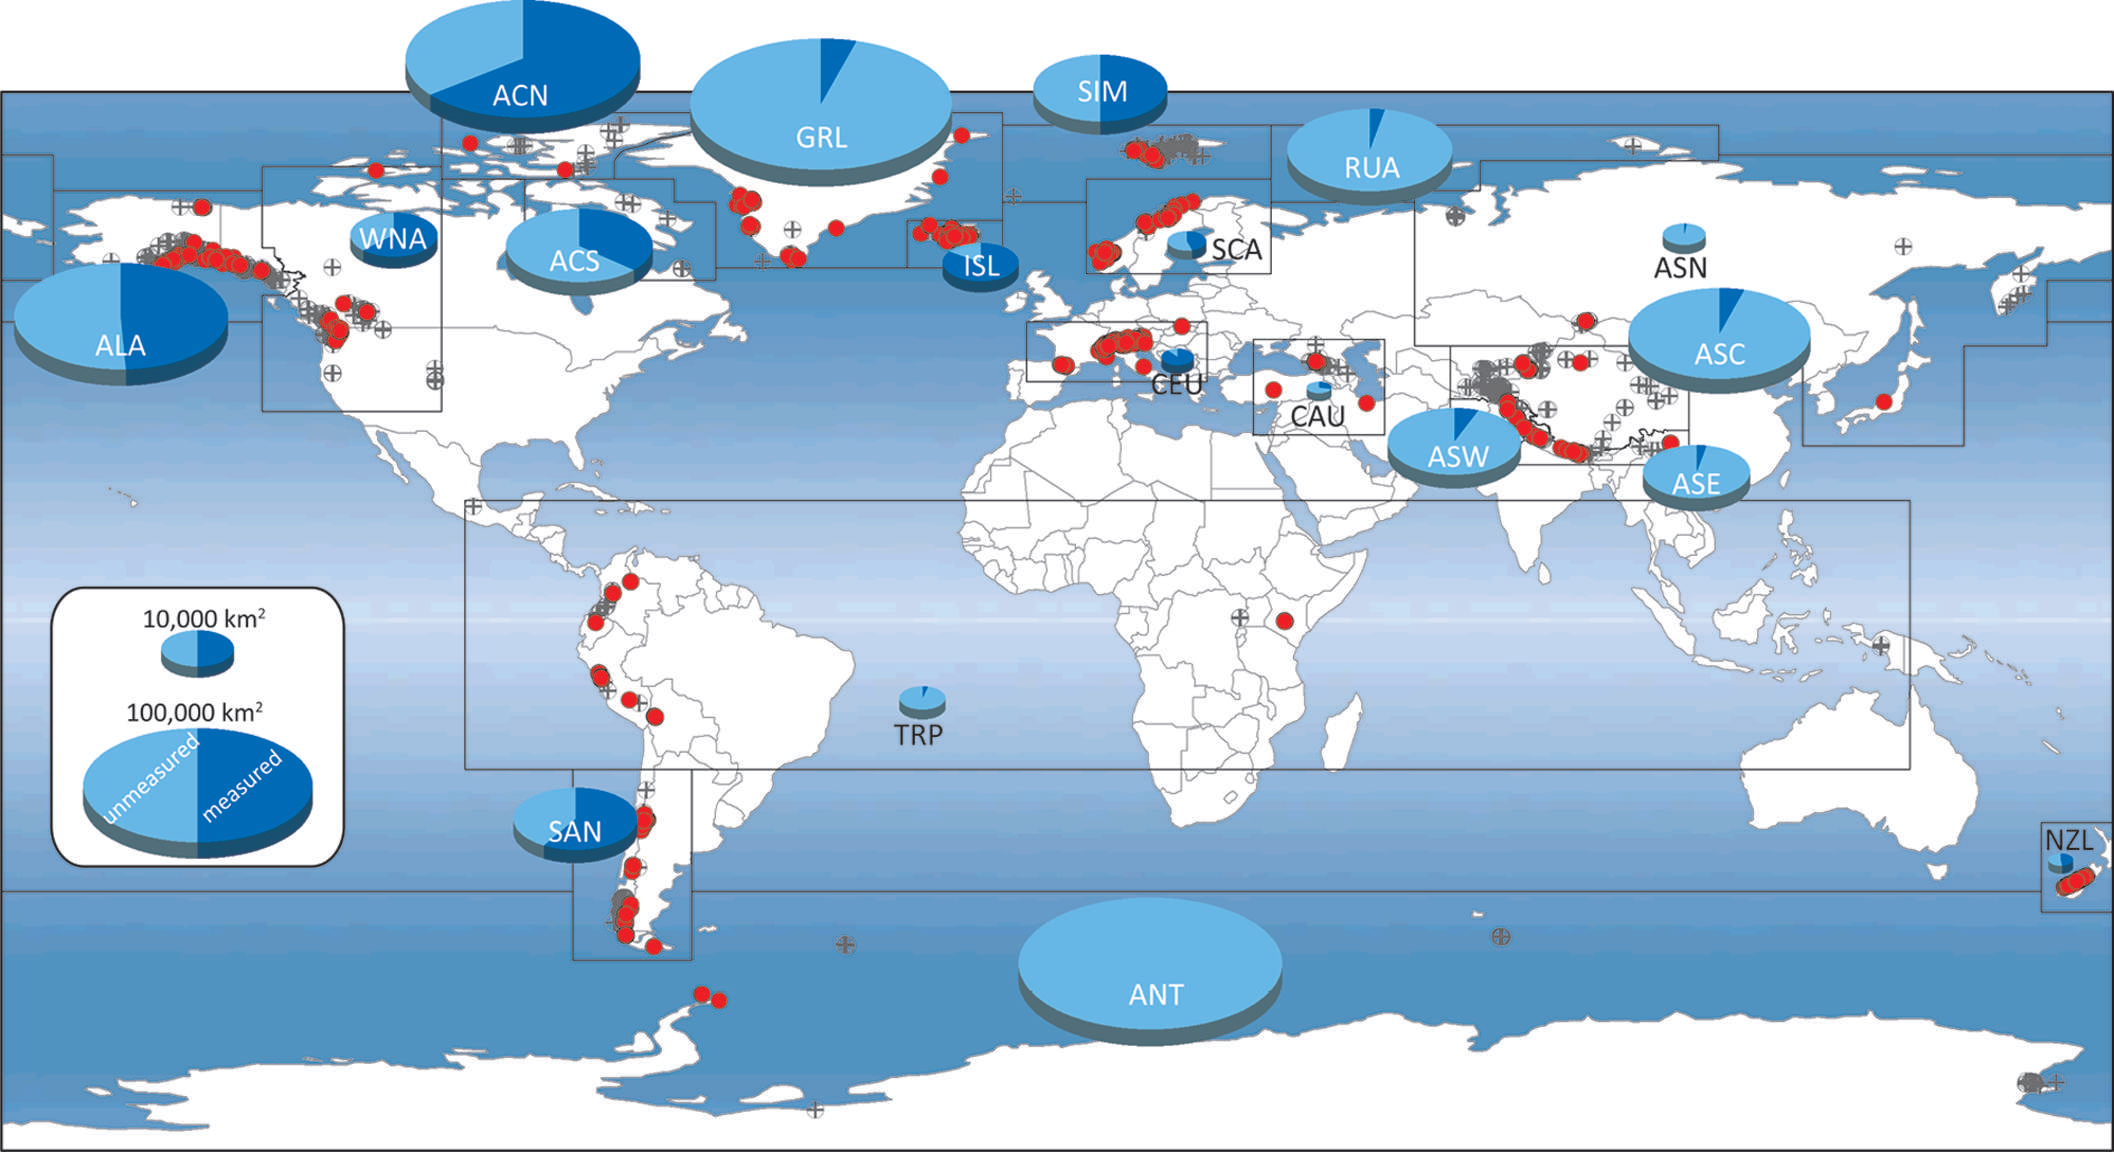 ACN
SIM
GRL
RUA
WNA
ACS
SCA
ISL
ASN
ALA
ASC
CEU
CAU
ASW
ASE
10,000 km²
100,000 km²
unmeasured
measured
TRP
SAN
NZL
ANT